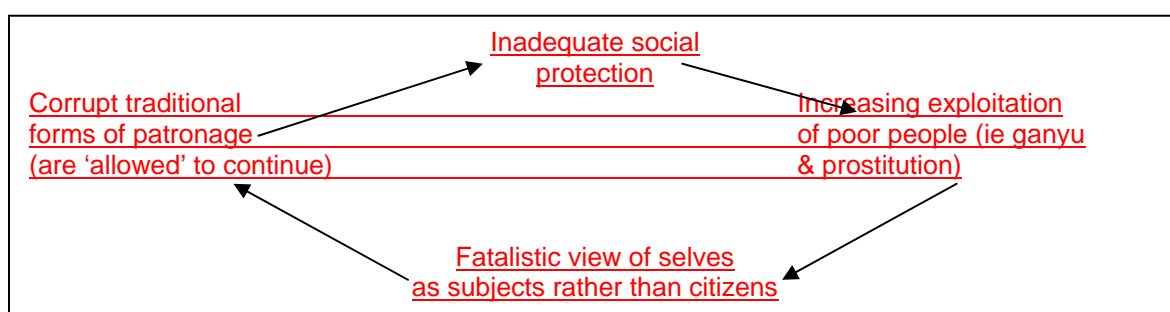 Inadequate social
protection
Corrupt traditional
forms of patronage
(are ‘allowed’ to continue)
Increasing exploitation
of poor people (ie ganyu
& prostitution)
Fatalistic view of selves
as subjects rather than citizens